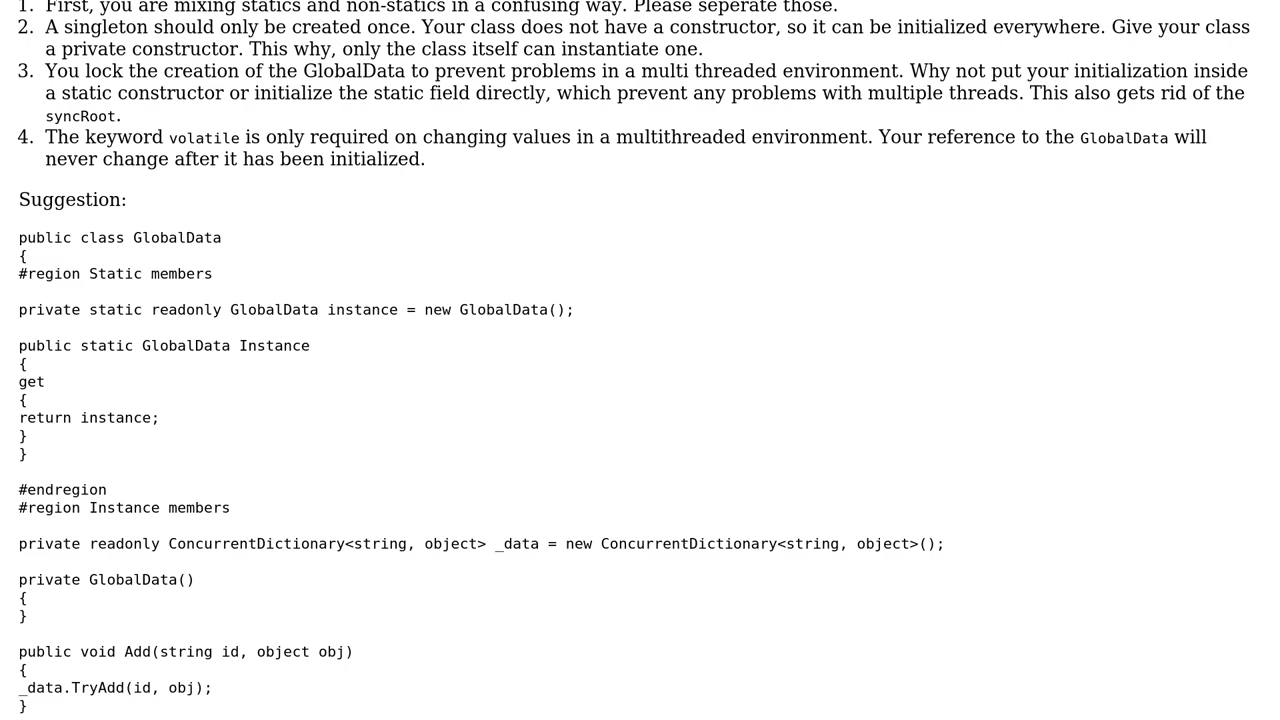 1. First, you are mixing statics and non-statics in a confusing way. Please seperate those.
2. A singleton should only be created once. Your class does not have a constructor, so it can be initialized everywhere. Give your class
a private constructor. This why, only the class itself can instantiate one.
3. You lock the creation of the GlobalData to prevent problems in a multi threaded environment. Why not put your initialization inside
a static constructor or initialize the static field directly, which prevent any problems with multiple threads. This also gets rid of the
syncRoot.
4. The keyword volatile is only required on changing values in a multithreaded environment. Your reference to the GlobalData will
never change after it has been initialized.
Suggestion:
public class GlobalData
{
#region Static members
private static readonly GlobalData instance = new GlobalData();
public static GlobalData Instance
{
get
{
return instance;
}
}
#endregion
#region Instance members
private readonly ConcurrentDictionary<string, object> _data = new ConcurrentDictionary<string, object>();
private GlobalData()
{
}
public void Add(string id, object obj)
{
_data.TryAdd(id, obj);
}